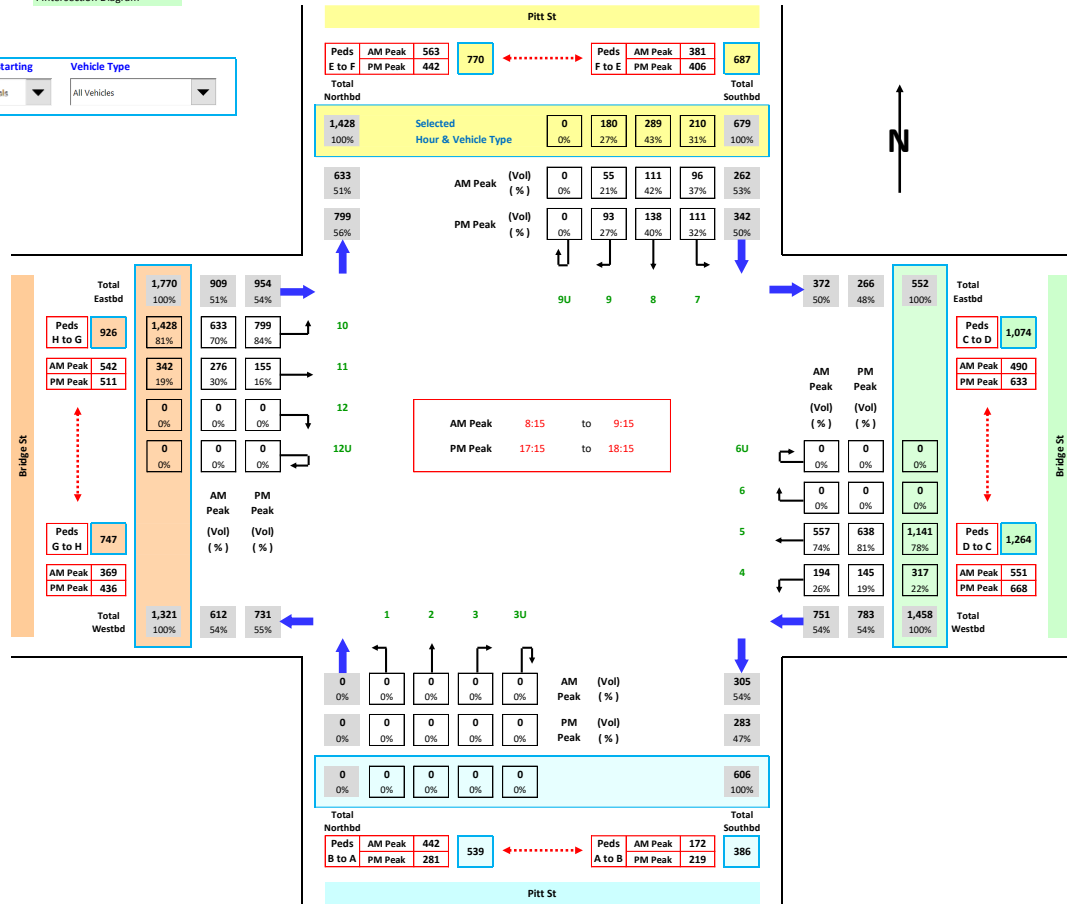 Intersection Diagram
Pitt St
Starting Vehicle Type
All Vehicles
Peds AM Peak 563 770 Peds AM Peak 381 687
E to F PM Peak 442 F to E PM Peak 406
Total Total
Northbd Southbd
1,428 Selected 0 180 289 210 679
100% Hour & Vehicle Type 0% 27% 43% 31% 100%
N
633 AM Peak (Vol) 0 55 111 96 262
51% (%) 0% 21% 42% 37% 53%
799 PM Peak (Vol) 0 93 138 111 342
56% (%) 0% 27% 40% 32% 50%
9U 9 8 7
Total 1,770 909 954 372 266 552 Total
Eastbd 100% 51% 54% 50% 48% 100% Eastbd
Peds 926 1,428 633 799 10 Peds 1,074
H to G 81% 70% 84% C to D
AM Peak 542 342 276 155 11 AM Peak 490
PM Peak 511 19% 30% 16% PM Peak 633
AM PM
Peak Peak
(Vol) (Vol)
(%) (%)
0 0 0 12
0% 0% 0%
0 0 0 12U
0% 0% 0%
AM Peak 8:15 to 9:15
PM Peak 17:15 to 18:15
6U 0 0 0
0% 0% 0%
6 0 0 0
0% 0% 0%
Bridge St
Bridge St
AM PM
Peak Peak
(Vol) (Vol)
(%) (%)
Peds 747 5 557 638 1,141 Peds 1,264
G to H 74% 81% 78% D to C
AM Peak 369 4 194 145 317 AM Peak 551
PM Peak 436 26% 19% 22% PM Peak 668
Total 1,321 612 731 751 783 1,458 Total
Westbd 100% 54% 55% 54% 54% 100% Westbd
1 2 3 3U
0 0 0 0 0 AM (Vol) 305
0% 0% 0% 0% 0% Peak (%) 54%
0 0 0 0 0 PM (Vol) 283
0% 0% 0% 0% 0% Peak (%) 47%
0 0 0 0 0 606
0% 0% 0% 0% 0% 100%
Total Total
Northbd Southbd
Peds AM Peak 442 539 Peds AM Peak 172 386
B to A PM Peak 281 A to B PM Peak 219
Pitt St